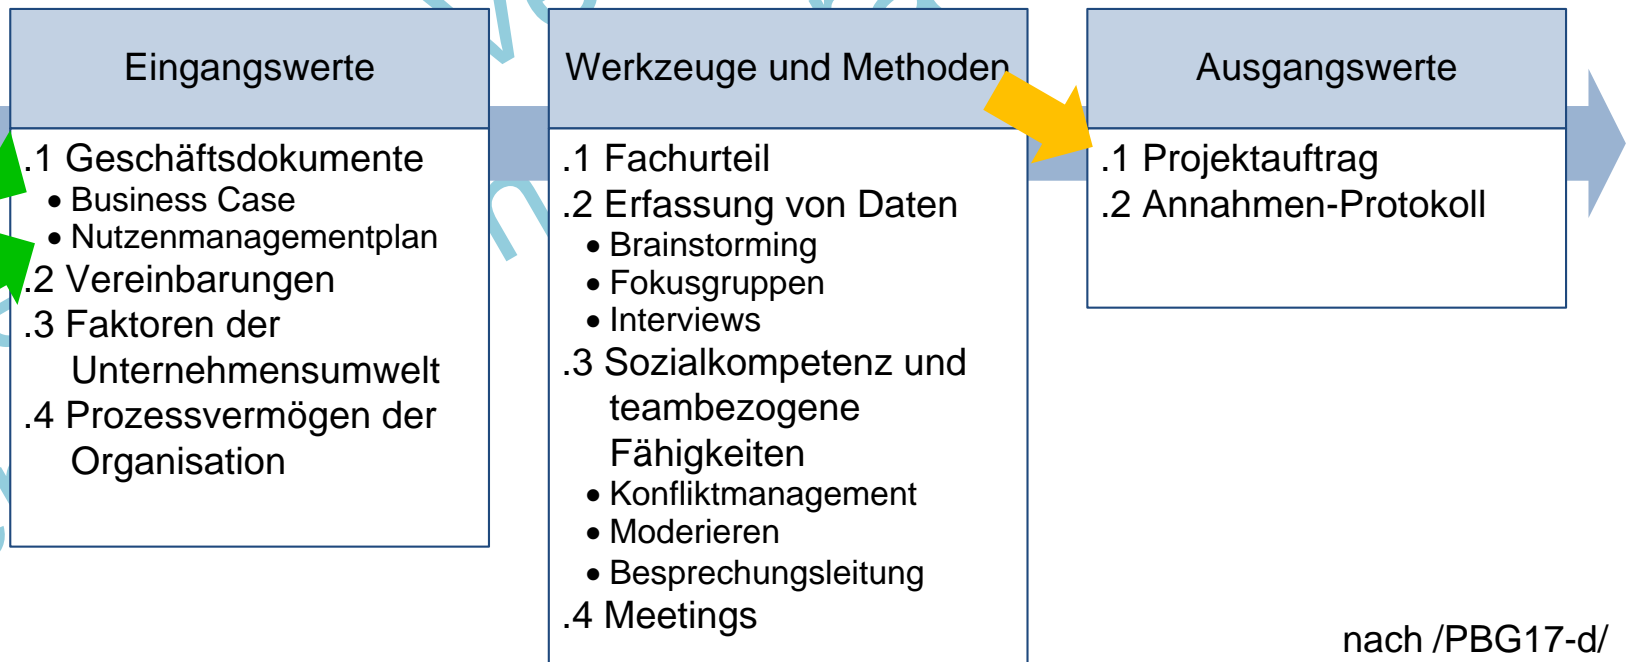 Eingangswerte
.1 Geschäftsdokumente
• Business Case
• Nutzenmanagementplan
.2 Vereinbarungen
.3 Faktoren der
Unternehmensumwelt
.4 Prozessvermögen der
Organisation
Werkzeuge und Methoden
.1 Fachurteil
.2 Erfassung von Daten
• Brainstorming
• Fokusgruppen
• Interviews
.3 Sozialkompetenz und
teambezogene
Fähigkeiten
• Konfliktmanagement
• Moderieren
• Besprechungsleitung
.4 Meetings
Ausgangswerte
.1 Projektauftrag
.2 Annahmen-Protokoll
nach /PBG17-d/